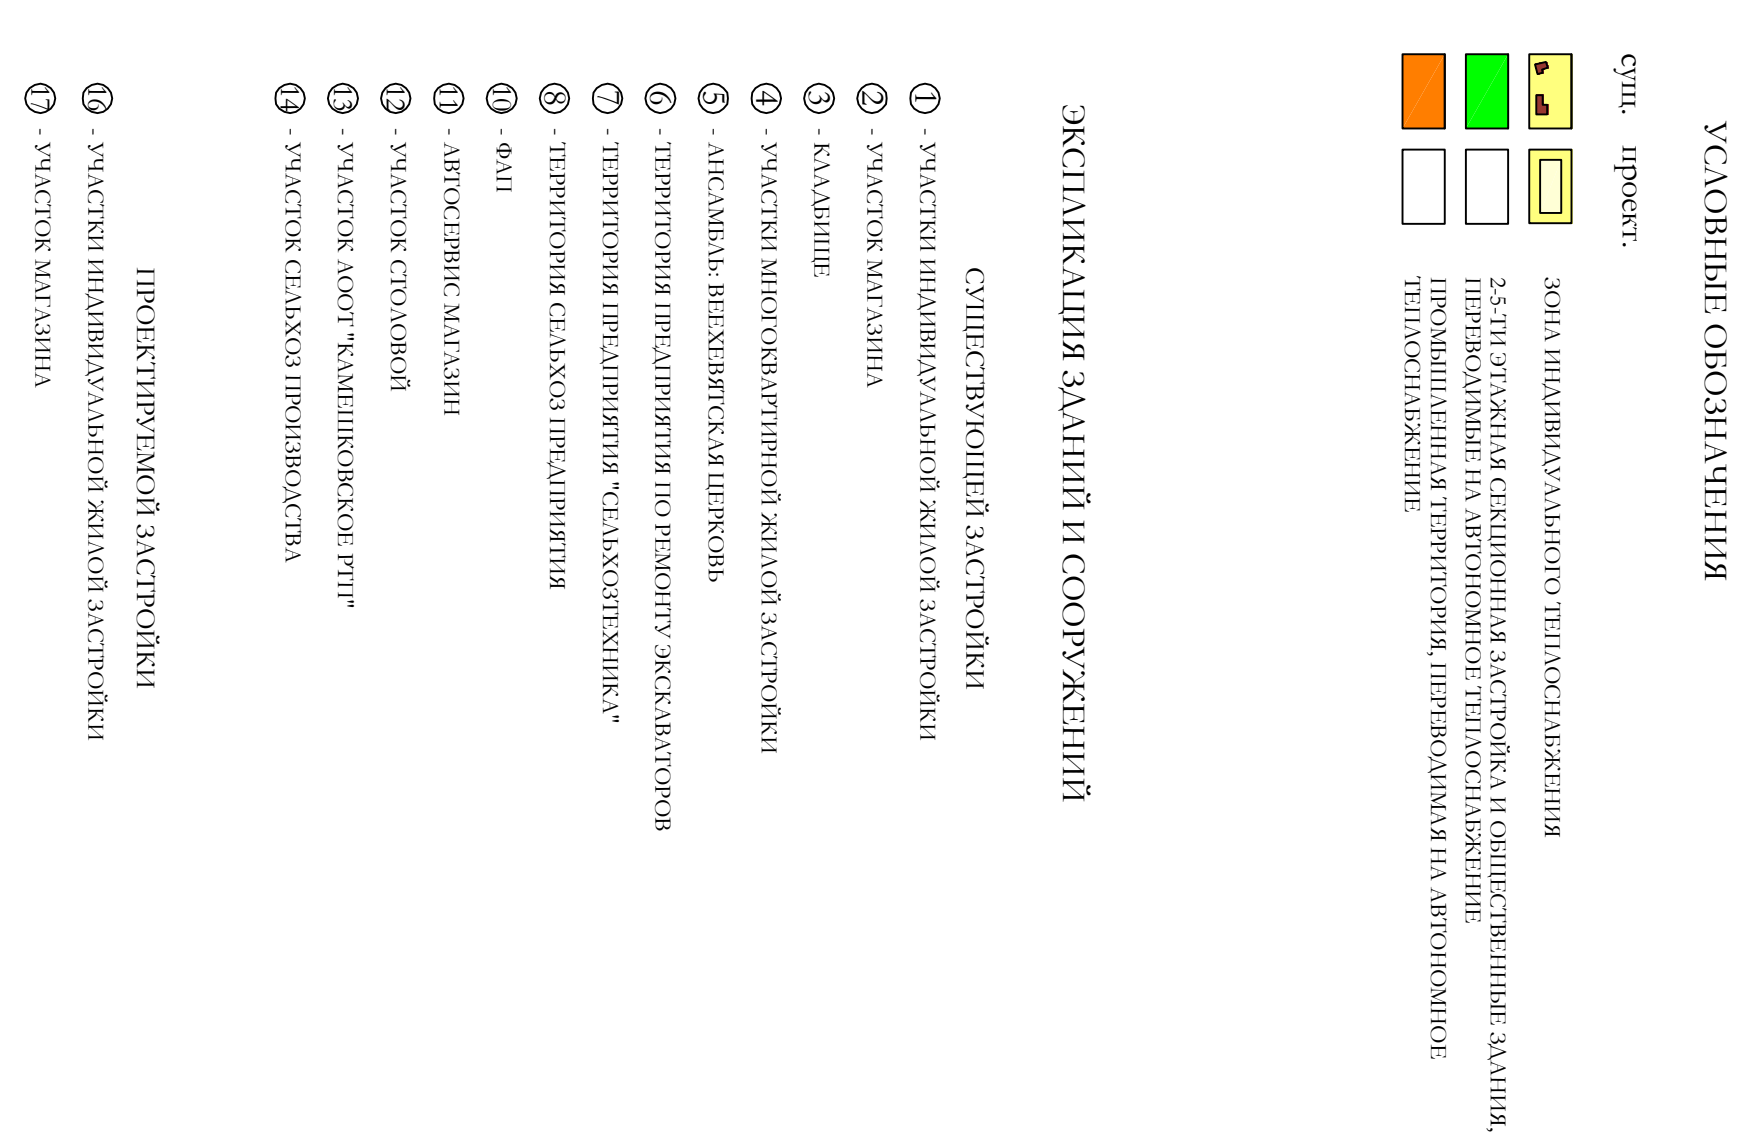 УСЛОВНЫЕ ОБОЗНАЧЕНИЯ
сущ. проект.
ЗОНА ИНДИВИДУАЛЬНОГО ТЕПЛОСНАБЖЕНИЯ
2-5-ТИ ЭТАЖНАЯ СЕКЦИОННАЯ ЗАСТРОЙКА И ОБЩЕСТВЕННЫЕ ЗДАНИЯ,
ПЕРЕВОДИМЫЕ НА АВТОНОМНОЕ ТЕПЛОСНАБЖЕНИЕ
ПРОМЫШЛЕННАЯ ТЕРРИТОРИЯ, ПЕРЕВОДИМАЯ НА АВТОНОМНОЕ
ТЕПЛОСНАБЖЕНИЕ
ЭКСПЛИКАЦИЯ ЗДАНИЙ И СООРУЖЕНИЙ
СУЩЕСТВУЮЩЕЙ ЗАСТРОЙКИ
1 - УЧАСТКИ ИНДИВИДУАЛЬНОЙ ЖИЛОЙ ЗАСТРОЙКИ
2 - УЧАСТОК МАГАЗИНА
3 - КЛАДБИЩЕ
4 - УЧАСТКИ МНОГОКВАРТИРНОЙ ЖИЛОЙ ЗАСТРОЙКИ
5 - АНСАМБЛЬ: ВЕЕХЕВЯТСКАЯ ЦЕРКОВЬ
6 - ТЕРРИТОРИЯ ПРЕДПРИЯТИЯ ПО РЕМОНТУ ЭКСКАВАТОРОВ
7 - ТЕРРИТОРИЯ ПРЕДПРИЯТИЯ "СЕЛЬХОЗТЕХНИКА"
8 - ТЕРРИТОРИЯ СЕЛЬХОЗ ПРЕДПРИЯТИЯ
10 - ФАП
11 - АВТОСЕРВИС МАГАЗИН
12 - УЧАСТОК СТОЛОВОЙ
13 - УЧАСТОК АООТ "КАМЕШКОВСКОЕ РТП"
14 - УЧАСТОК СЕЛЬХОЗ ПРОИЗВОДСТВА
ПРОЕКТИРУЕМОЙ ЗАСТРОЙКИ
16 - УЧАСТКИ ИНДИВИДУАЛЬНОЙ ЖИЛОЙ ЗАСТРОЙКИ
17 - УЧАСТОК МАГАЗИНА